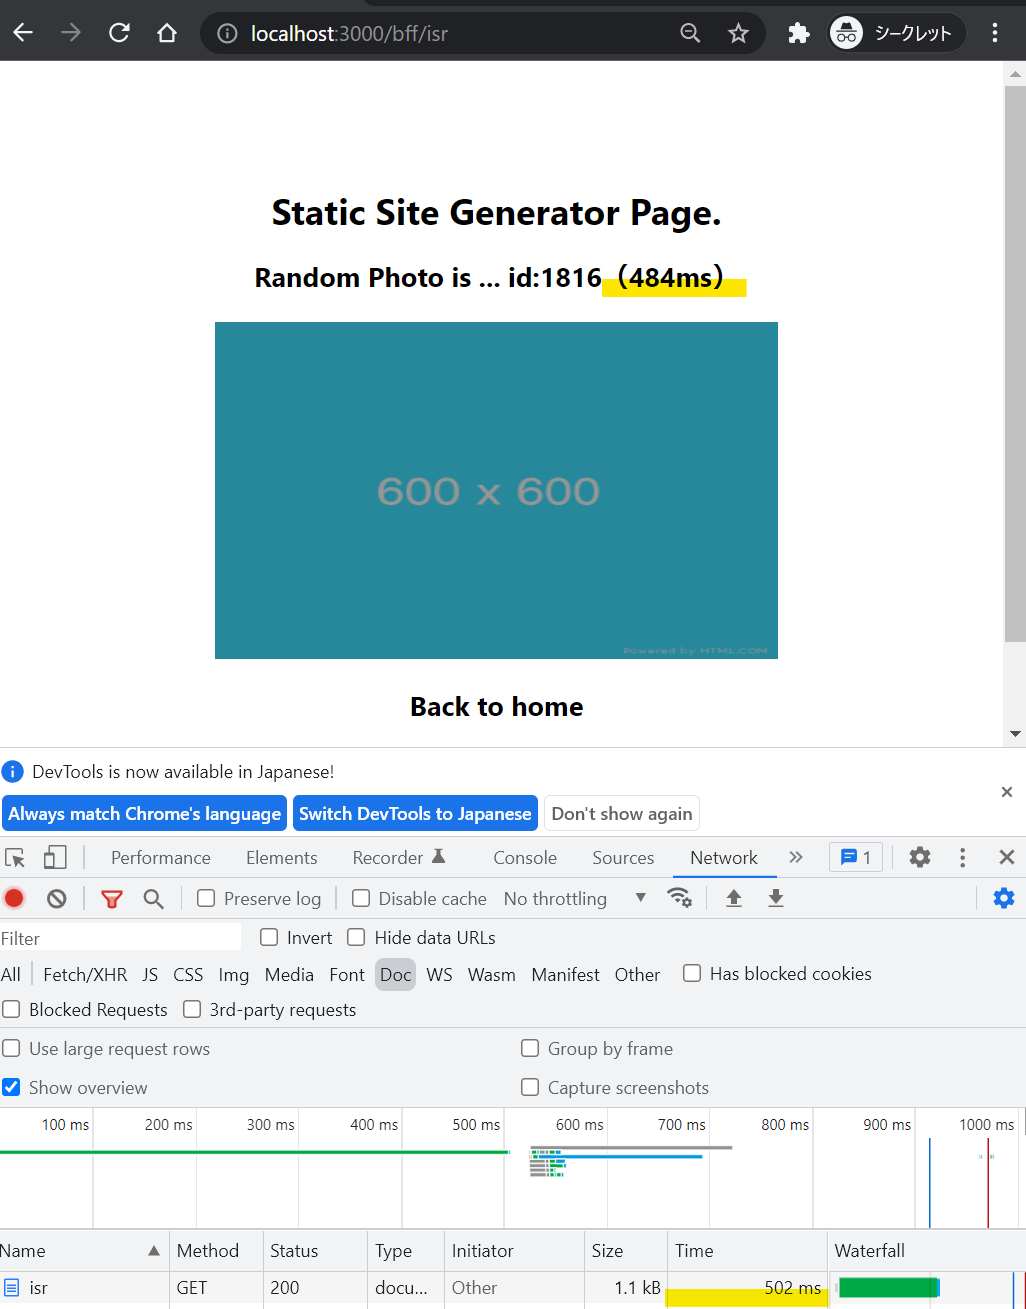 localhost:3000/bff/isr
シークレット
Static Site Generator Page.
Random Photo is ... id:1816（484ms）
600 x 600
Powered by HTML.COM
Back to home
DevTools is now available in Japanese!
Always match Chrome's language
Switch DevTools to Japanese
Don't show again
Performance
Elements
Recorder
Console
Sources
Network
1
Preserve log
Disable cache
No throttling
Filter
Invert
Hide data URLs
All
Fetch/XHR
JS
CSS
Img
Media
Font
Doc
WS
Wasm
Manifest
Other
Has blocked cookies
Blocked Requests
3rd-party requests
Use large request rows
Group by frame
Show overview
Capture screenshots
100 ms
200 ms
300 ms
400 ms
500 ms
600 ms
700 ms
800 ms
900 ms
1000 ms
Name
Method
Status
Type
Initiator
Size
Time
Waterfall
isr
GET
200
docu...
Other
1.1 kB
502 ms